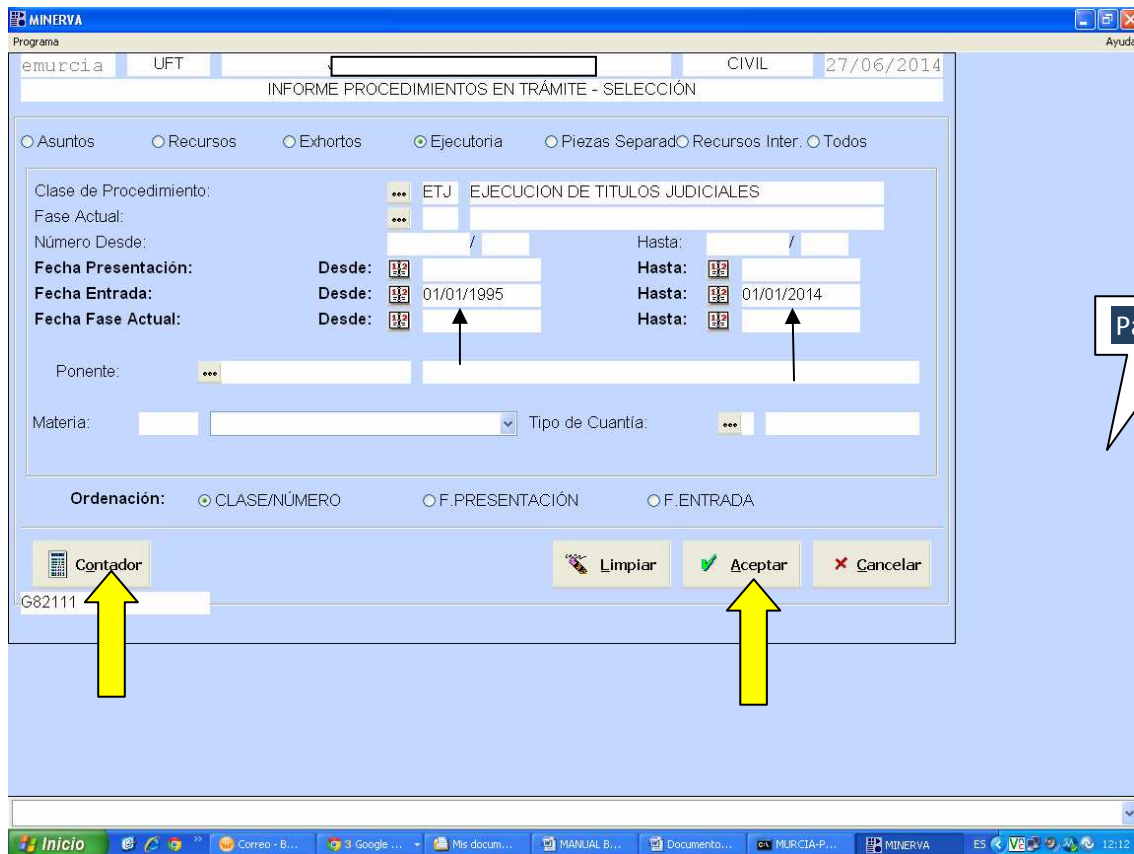 MINERVA
Programa Ayuda
emurcia UFT CIVIL 27/06/2014
INFORME PROCEDIMIENTOS EN TRÁMITE - SELECCIÓN
Asuntos Recursos Exhortos Ejecutoria Piezas Separad Recursos Inter. Todos
Clase de Procedimiento: ETJ EJECUCION DE TITULOS JUDICIALES
Fase Actual:
Número Desde: / Hasta: /
Fecha Presentación: Desde: Hasta:
Fecha Entrada: Desde: 01/01/1995 Hasta: 01/01/2014
Fecha Fase Actual: Desde: Hasta:
Pa
Ponente:
Materia: Tipo de Cuantía:
Ordenación: CLASE/NÚMERO F.PRESENTACIÓN F.ENTRADA
Contador Limpiar Aceptar Cancelar
G82111
Inicio Correo - B... 3 Google ... Mis docum... MANUAL B... Documento... MURCIA-P... MINERVA ES 12:12